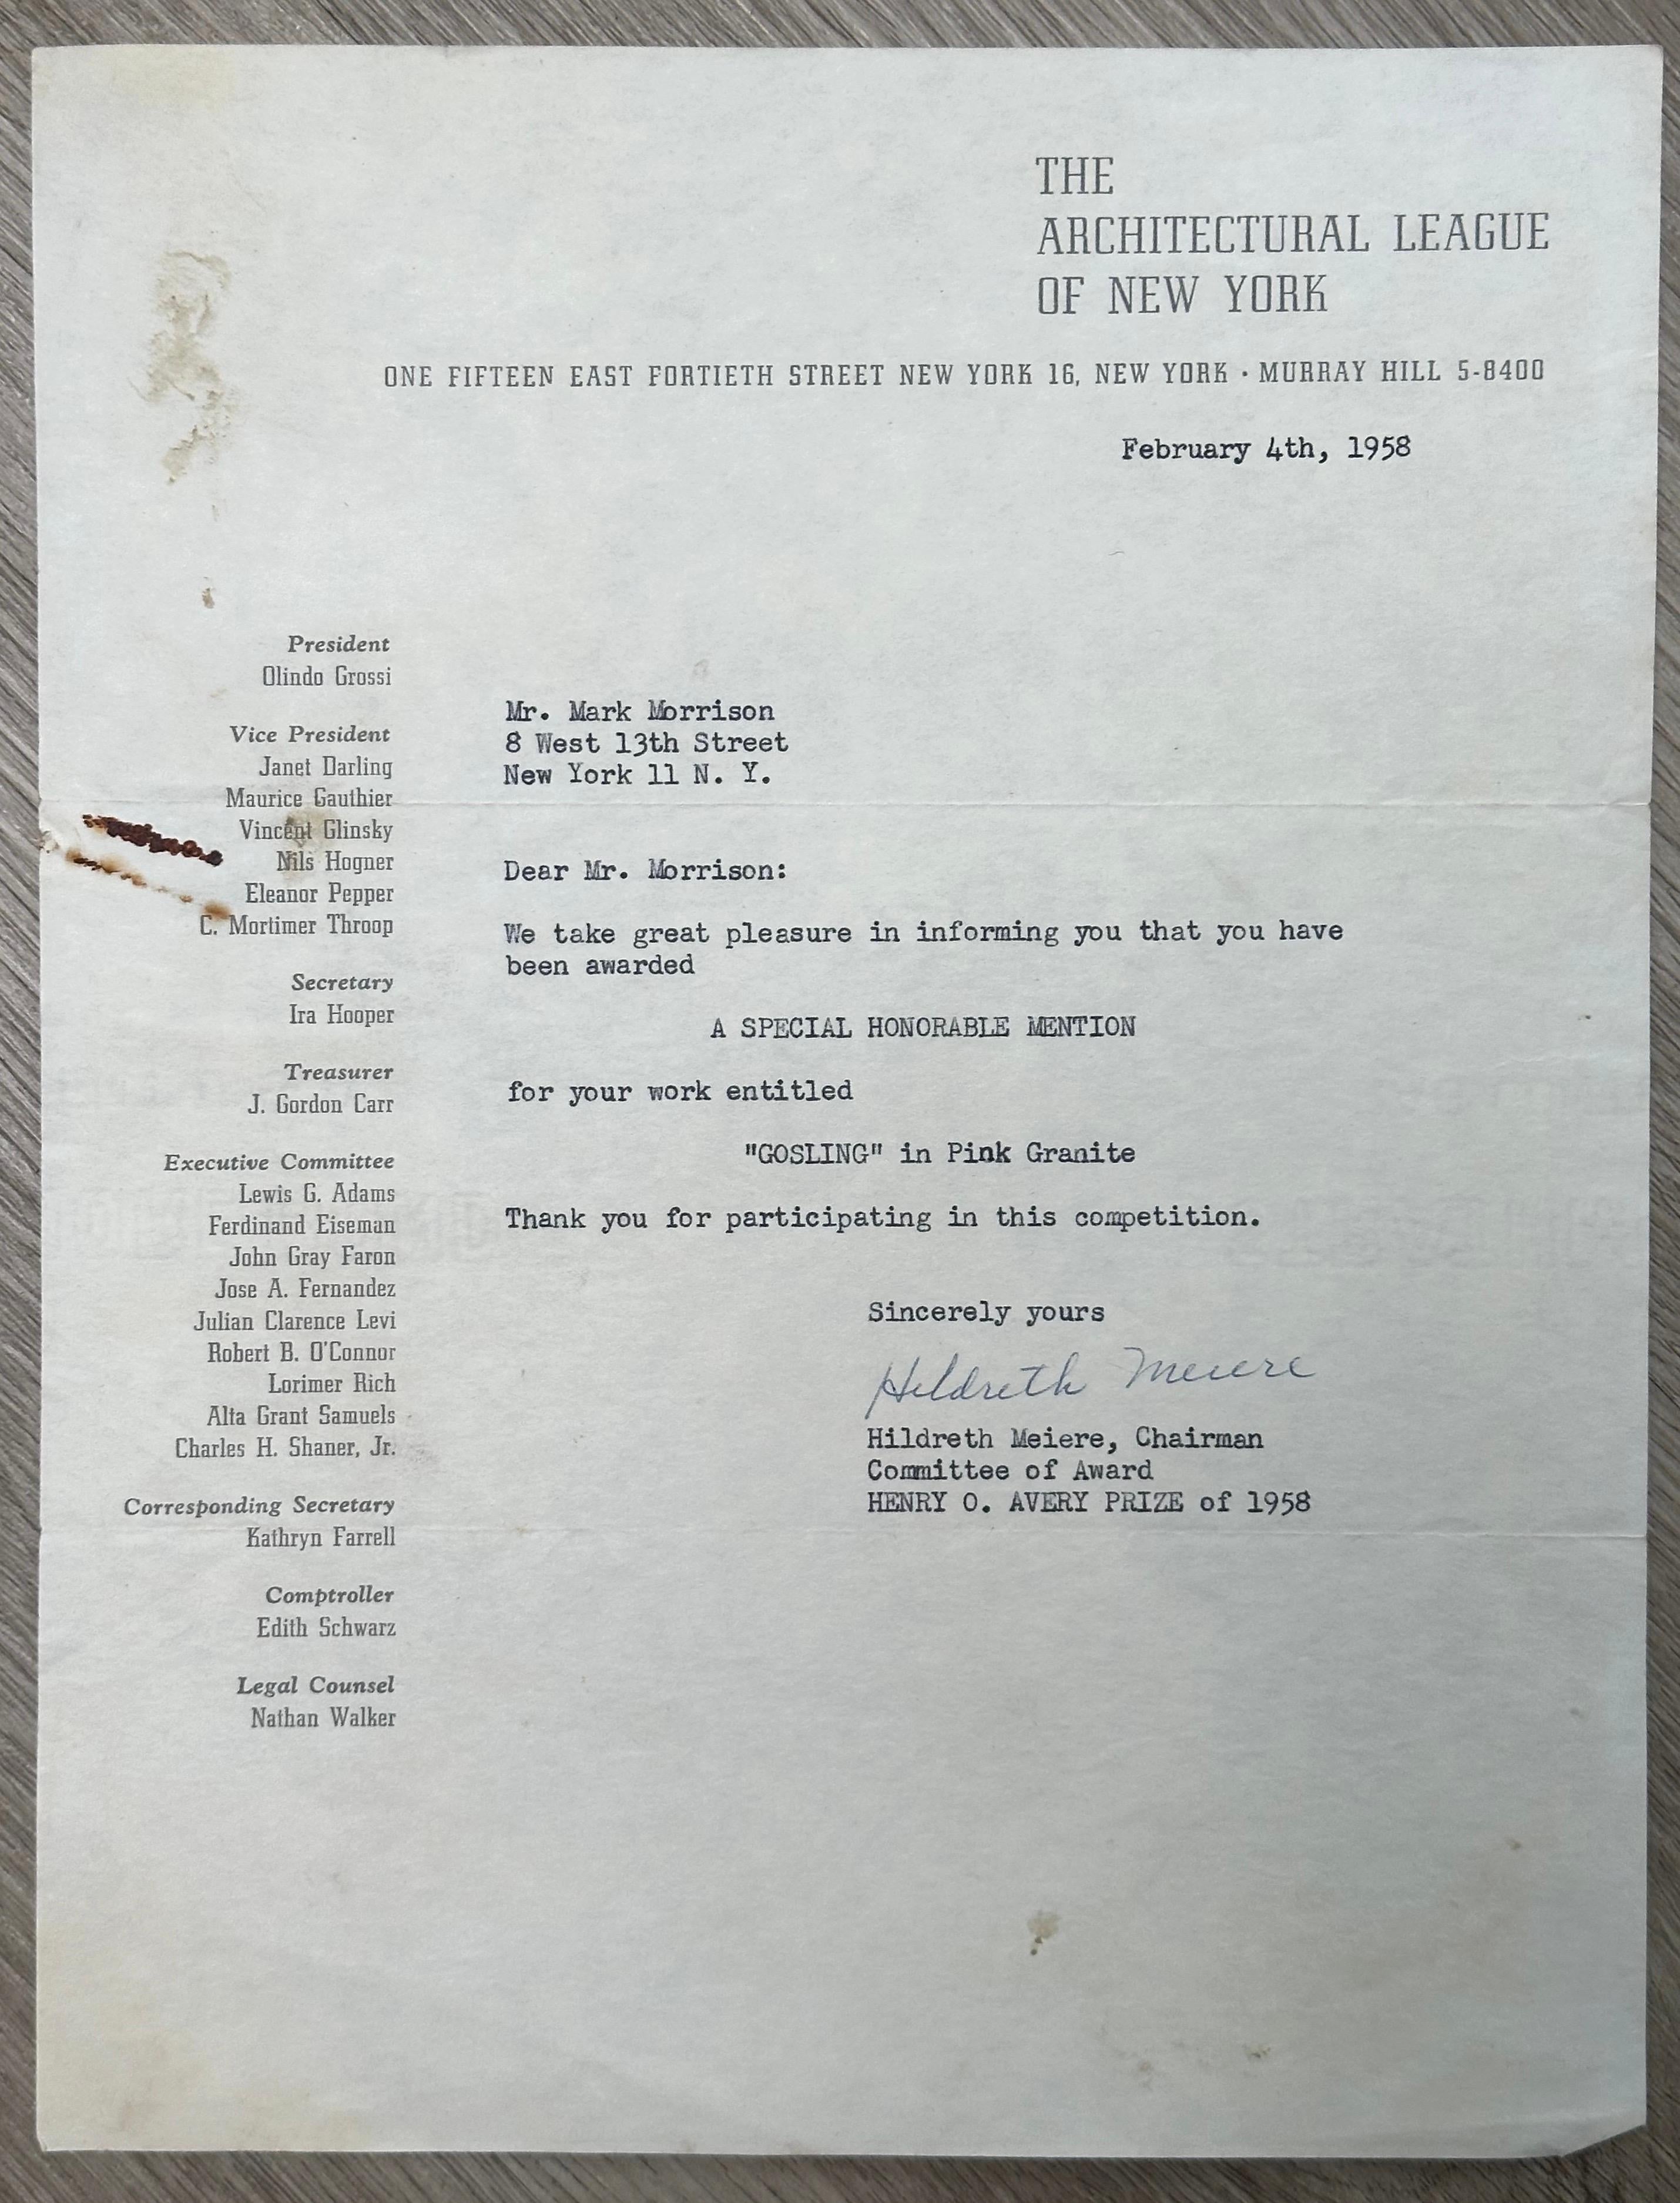 THE
ARCHITECTURAL LEAGUE
OF NEW YORK
ONE FIFTEEN EAST FORTIETH STREET NEW YORK 16, NEW YORK · MURRAY HILL 5-8400
February 4th, 1958
President
Olindo Grossi
Vice President
Janet Darling
Maurice Gauthier
Vincent Glinsky
Nils Hogner
Eleanor Pepper
C. Mortimer Throop
Secretary
Ira Hooper
Treasurer
J. Gordon Carr
Executive Committee
Lewis G. Adams
Ferdinand Eiseman
John Gray Faron
Jose A. Fernandez
Julian Clarence Levi
Robert B. O'Connor
Lorimer Rich
Alta Grant Samuels
Charles H. Shaner, Jr.
Corresponding Secretary
Kathryn Farrell
Comptroller
Edith Schwarz
Legal Counsel
Nathan Walker
Mr. Mark Morrison
8 West 13th Street
New York 11 N. Y.
Dear Mr. Morrison:
We take great pleasure in informing you that you have
been awarded
A SPECIAL HONORABLE MENTION
for your work entitled
"GOSLING" in Pink Granite
Thank you for participating in this competition.
Sincerely yours
Hildreth Meiere
Hildreth Meiere, Chairman
Committee of Award
HENRY O. AVERY PRIZE of 1958